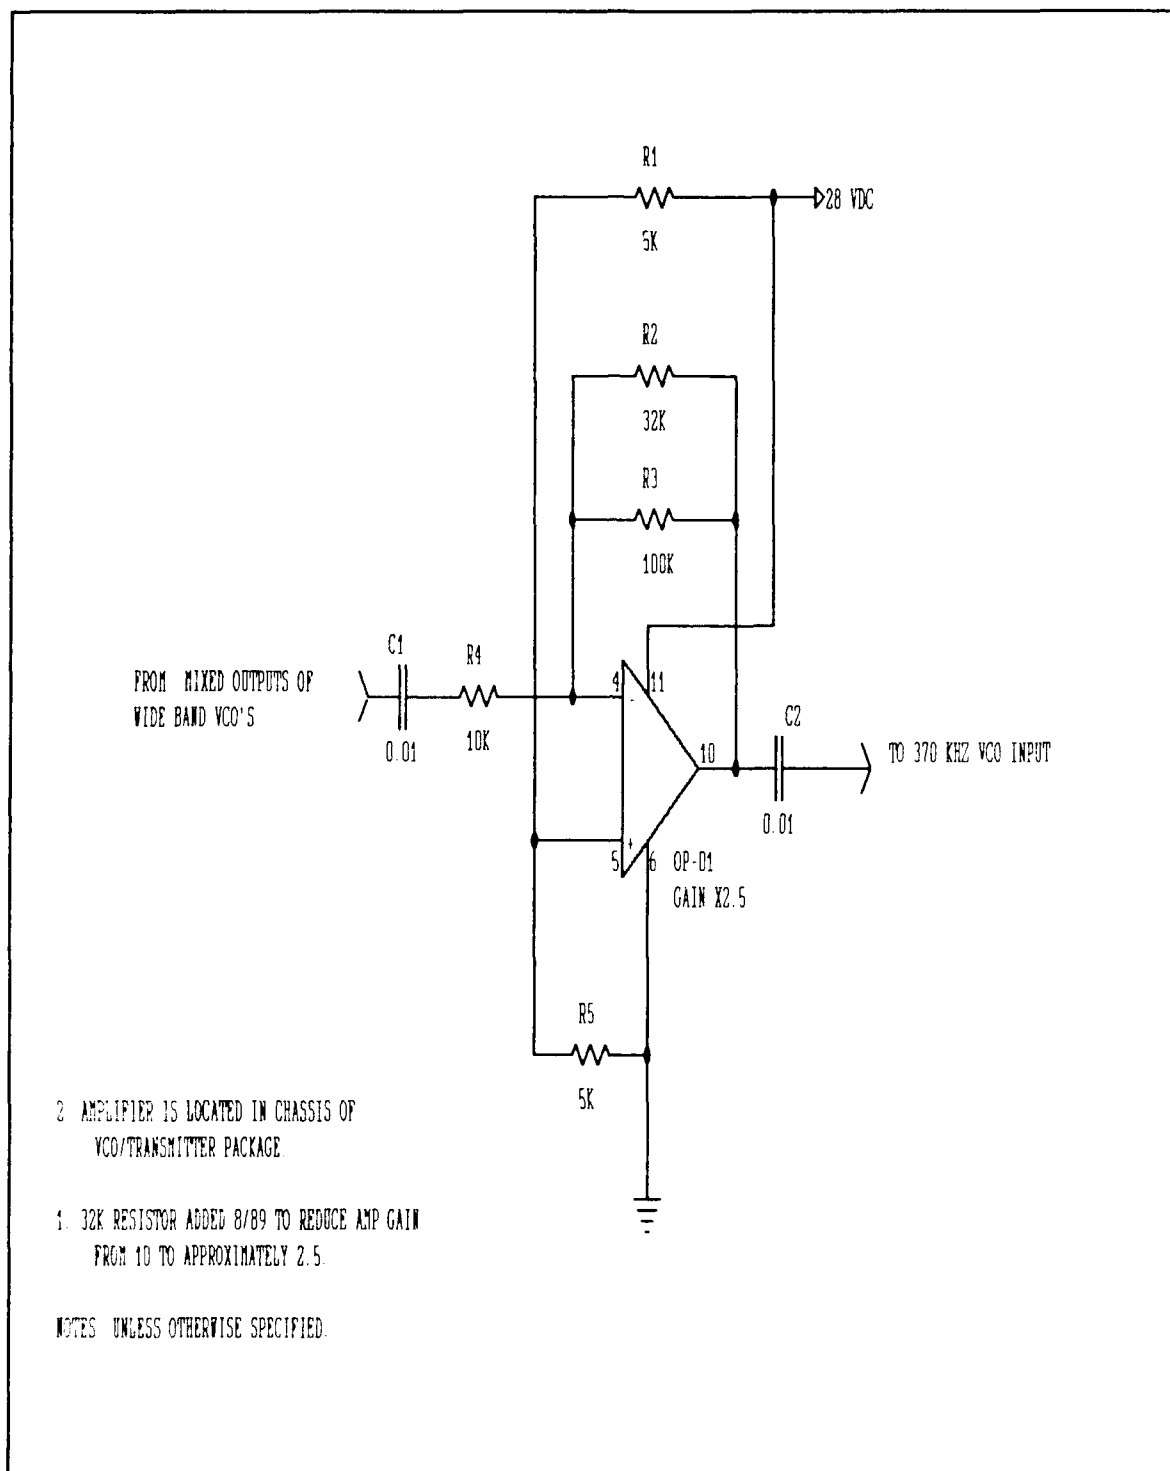 R1
28 VDC
5K
R2
32K
R3
100K
C1
R4
FROM MIXED OUTPUTS OF
WIDE BAND VCO'S
0.01
10K
4
-
11
10
C2
TO 370 KHZ VCO INPUT
0.01
5
+
6
OP-01
GAIN X2.5
R5
5K
2 AMPLIFIER IS LOCATED IN CHASSIS OF
VCO/TRANSMITTER PACKAGE.
1. 32K RESISTOR ADDED 8/89 TO REDUCE AMP GAIN
FROM 10 TO APPROXIMATELY 2.5.
NOTES UNLESS OTHERWISE SPECIFIED.